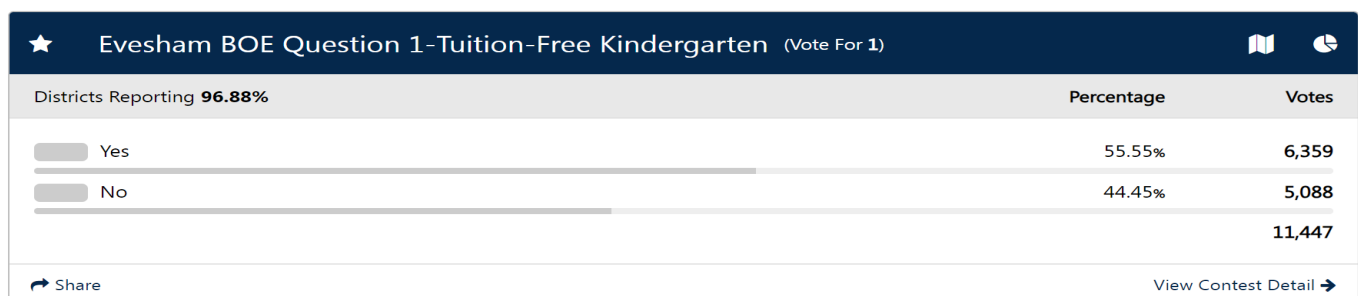 Evesham BOE Question 1-Tuition-Free Kindergarten (Vote For 1)
Districts Reporting 96.88% Percentage Votes
Yes 55.55% 6,359
No 44.45% 5,088
11,447
Share View Contest Detail